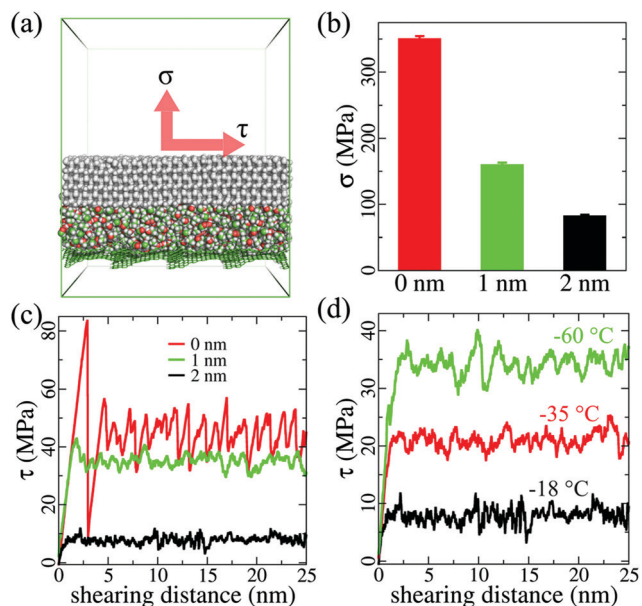 (a)
σ
τ
(b)
σ (MPa)
300
200
100
0
0 nm
1 nm
2 nm
(c)
τ (MPa)
80
60
40
20
0
0 nm
1 nm
2 nm
0
5
10
15
20
25
shearing distance (nm)
(d)
τ (MPa)
40
30
20
10
0
-60 °C
-35 °C
-18 °C
0
5
10
15
20
25
shearing distance (nm)